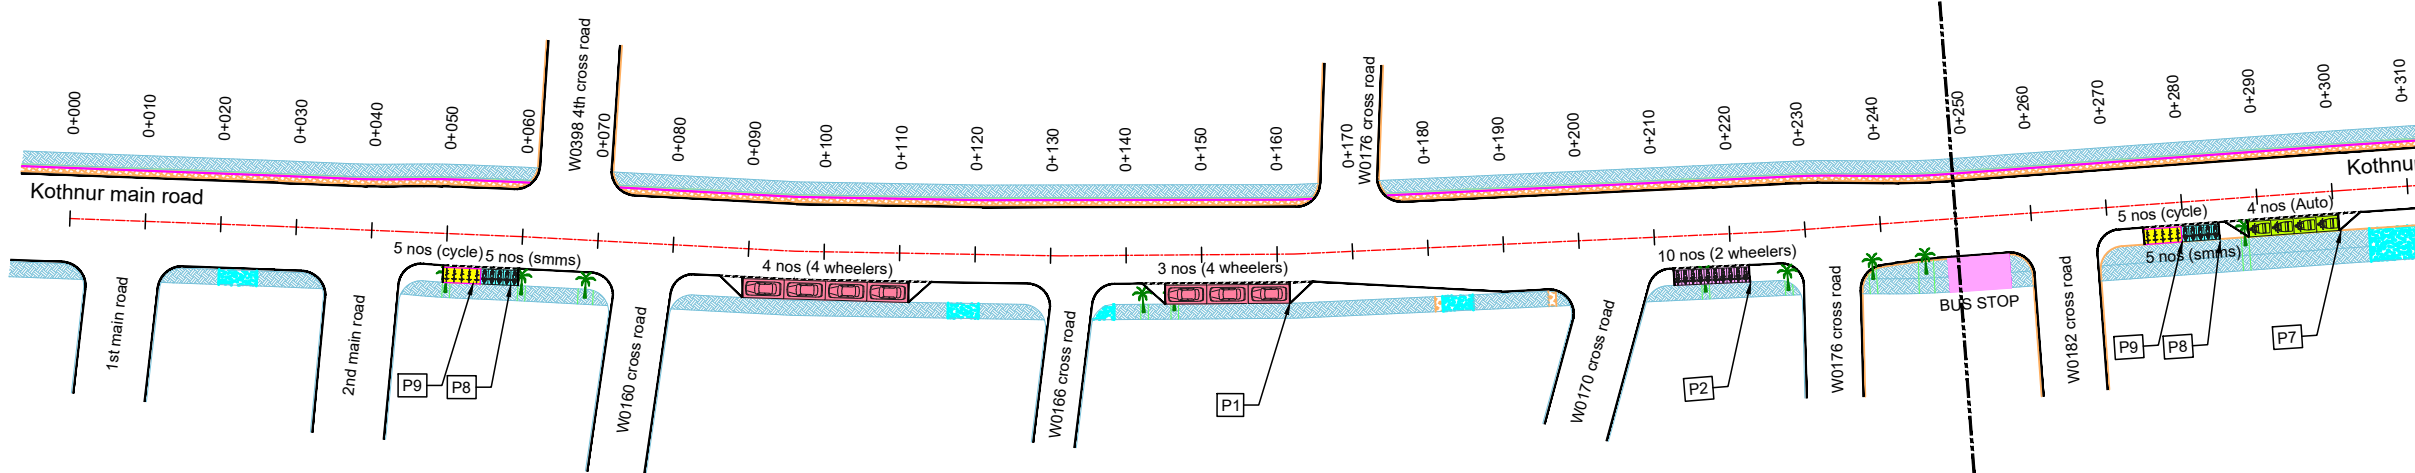 0+000
0+010
0+020
0+030
0+040
0+050
0+060
W0398 4th cross road
0+070
0+080
0+090
0+100
0+110
0+120
0+130
0+140
0+150
0+160
0+170
W0176 cross road
0+180
0+190
0+200
0+210
0+220
0+230
0+240
0+250
0+260
0+270
0+280
0+290
0+300
0+310
Kothnur main road
Kothnur
5 nos (cycle)
5 nos (smms)
4 nos (4 wheelers)
3 nos (4 wheelers)
10 nos (2 wheelers)
5 nos (cycle)
4 nos (Auto)
5 nos (smms)
BUS STOP
1st main road
2nd main road
P9
P8
W0160 cross road
W0166 cross road
P1
W0170 cross road
P2
W0176 cross road
W0182 cross road
P9
P8
P7